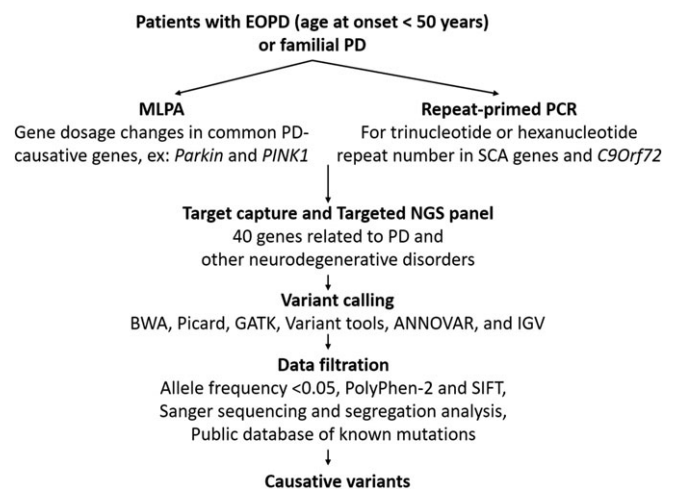 Patients with EOPD (age at onset < 50 years)
or familial PD
MLPA
Gene dosage changes in common PD-
causative genes, ex: Parkin and PINK1
Repeat-primed PCR
For trinucleotide or hexanucleotide
repeat number in SCA genes and C9Orf72
Target capture and Targeted NGS panel
40 genes related to PD and
other neurodegenerative disorders
Variant calling
BWA, Picard, GATK, Variant tools, ANNOVAR, and IGV
Data filtration
Allele frequency <0.05, PolyPhen-2 and SIFT,
Sanger sequencing and segregation analysis,
Public database of known mutations
Causative variants